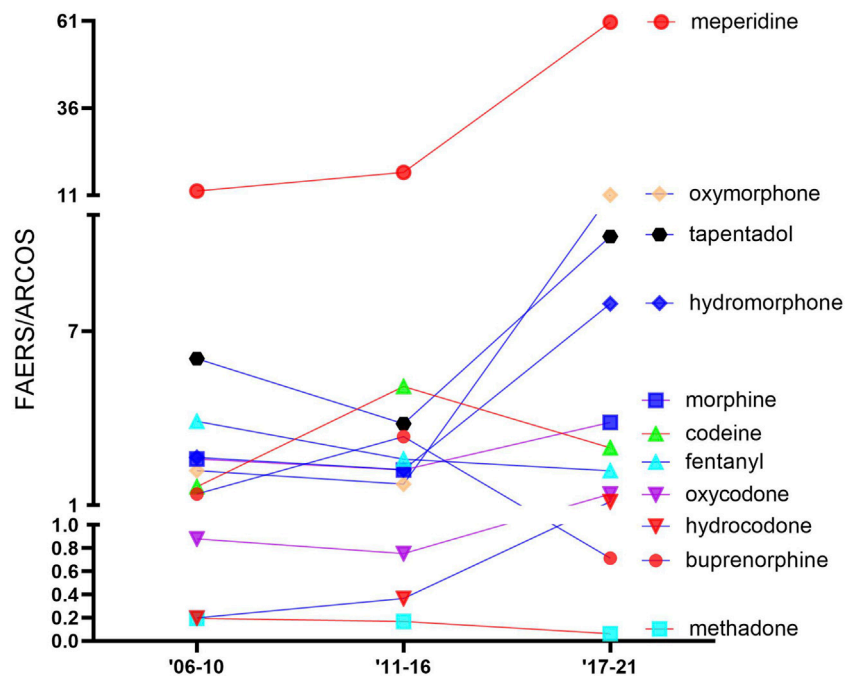 61
meperidine
36
11
oxymorphone
tapentadol
hydromorphone
7
FAERS/ARCOS
morphine
codeine
fentanyl
oxycodone
1
1.0
hydrocodone
0.8
buprenorphine
0.6
0.4
0.2
methadone
0.0
'06-10
'11-16
'17-21